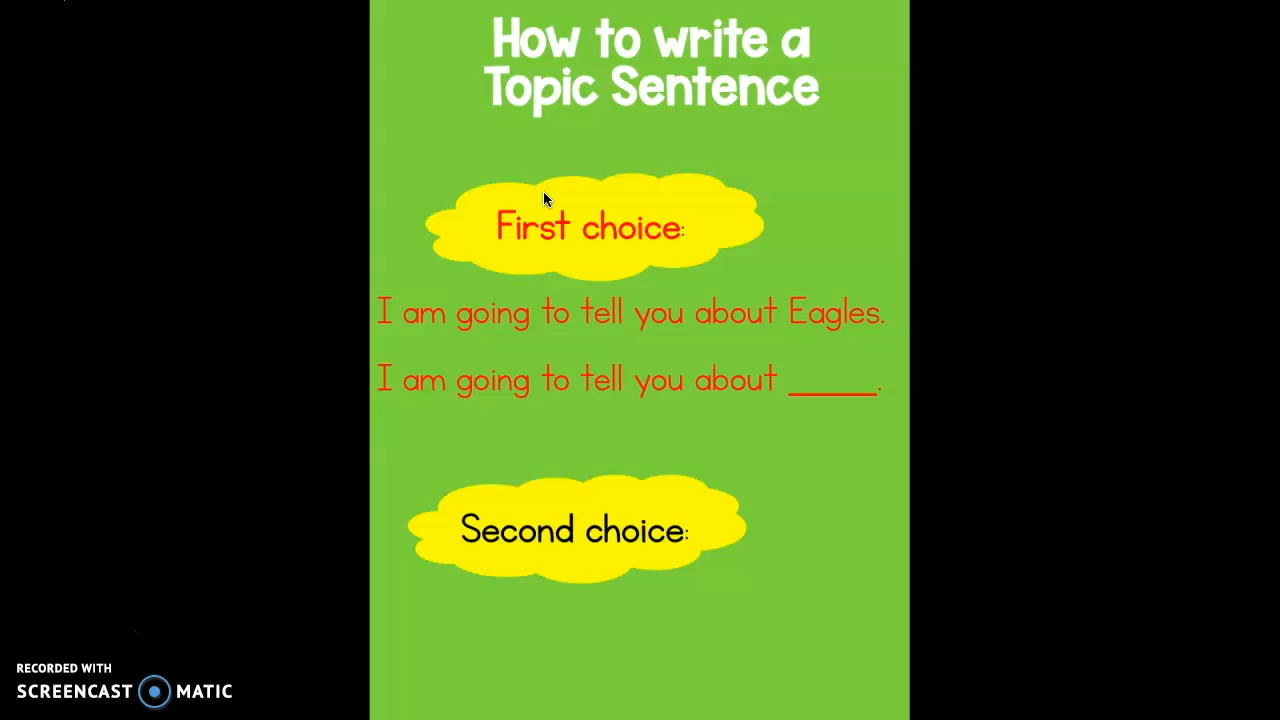 How to write a
Topic Sentence
First choice:
I am going to tell you about Eagles.
I am going to tell you about _____.
Second choice:
RECORDED WITH
SCREENCAST MATIC